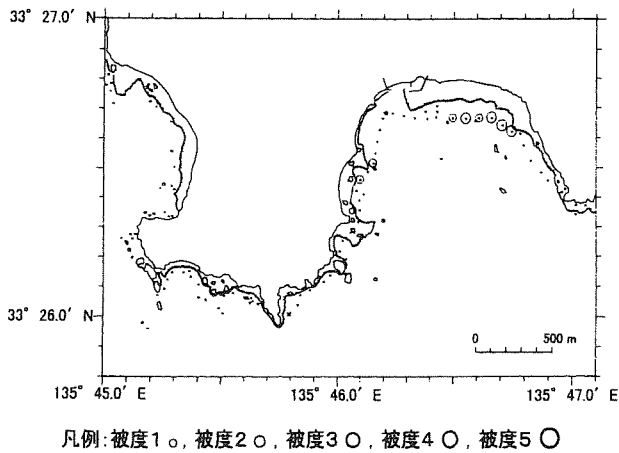 33° 27.0' N
33° 26.0' N
0 500 m
135° 45.0' E 135° 46.0' E 135° 47.0' E
凡例:被度1 ○, 被度2 ○, 被度3 ○, 被度4 ○, 被度5 ○